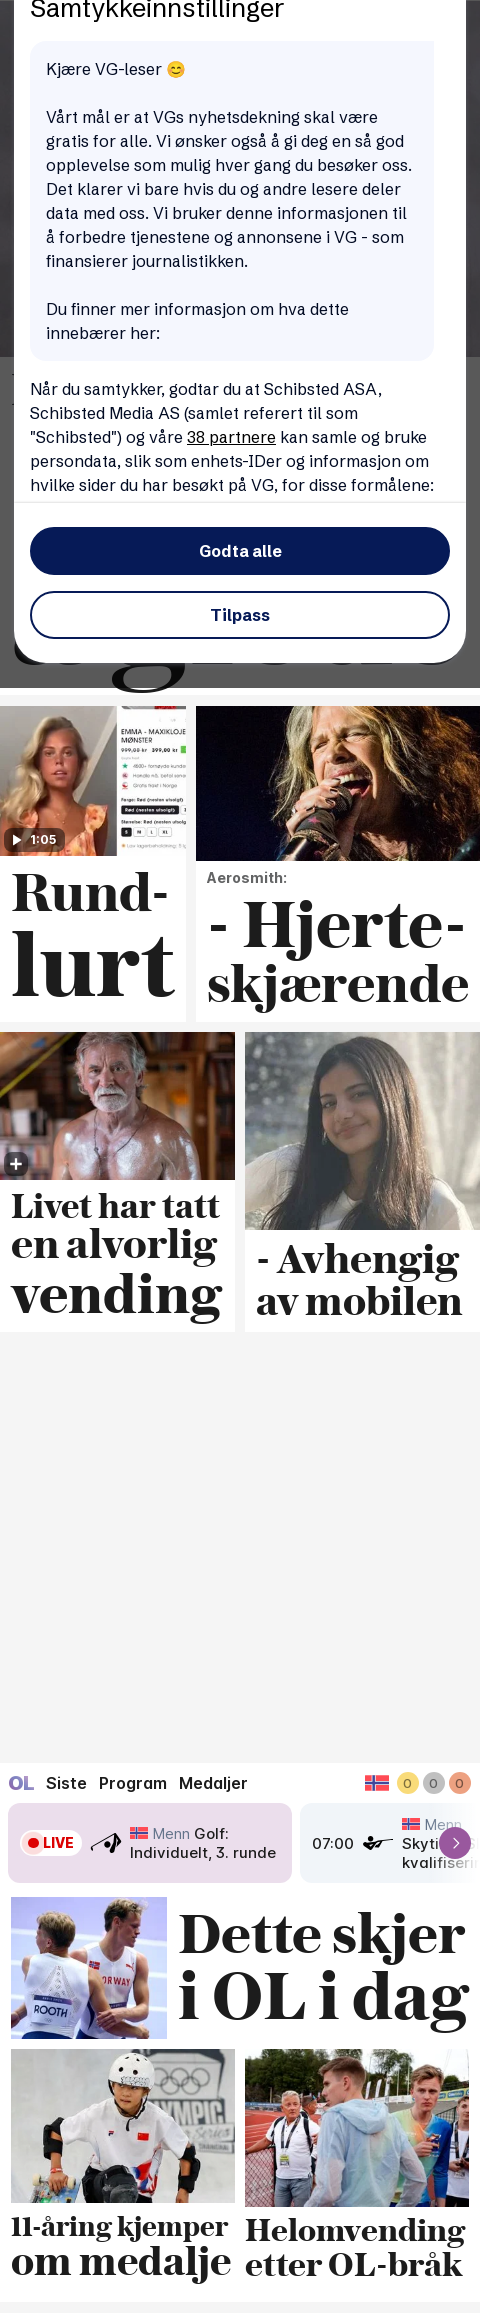 Samtykkeinnstillinger
Kjære VG-leser 😊
Vårt mål er at VGs nyhetsdekning skal være
gratis for alle. Vi ønsker også å gi deg en så god
opplevelse som mulig hver gang du besøker oss.
Det klarer vi bare hvis du og andre lesere deler
data med oss. Vi bruker denne informasjonen til
å forbedre tjenestene og annonsene i VG - som
finansierer journalistikken.
Du finner mer informasjon om hva dette
innebærer her:
Når du samtykker, godtar du at Schibsted ASA,
Schibsted Media AS (samlet referert til som
"Schibsted") og våre 38 partnere kan samle og bruke
persondata, slik som enhets-IDer og informasjon om
hvilke sider du har besøkt på VG, for disse formålene:
Godta alle
Tilpass
EMMA - MAXIKJOLE
MØNSTER
999,00 kr 399,00 kr
1:05
Rund-
lurt
Aerosmith:
- Hjerte-
skjærende
Livet har tatt
en alvorlig
vending
- Avhengig
av mobilen
OL Siste Program Medaljer 0 0 0
LIVE Menn Golf:
Individuelt, 3. runde
07:00 Menn
ROOTH
NORWAY
Dette skjer
i OL i dag
11-åring kjemper
om medalje
Helomvending
etter OL-bråk